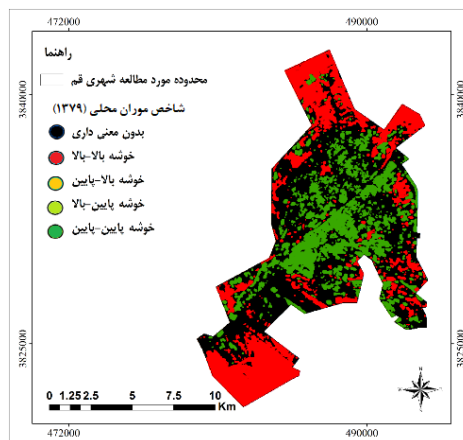 472000
490000
راهنما
محدوده مورد مطالعه شهری قم
شاخص موران محلی (۱۳۷۹)
بدون معنی داری
خوشه بالا-بالا
خوشه بالا-پایین
خوشه پایین-بالا
خوشه پایین-پایین
3840000
3840000
3825000
3825000
0 1.25 2.5 5 7.5 10
Km
472000
490000